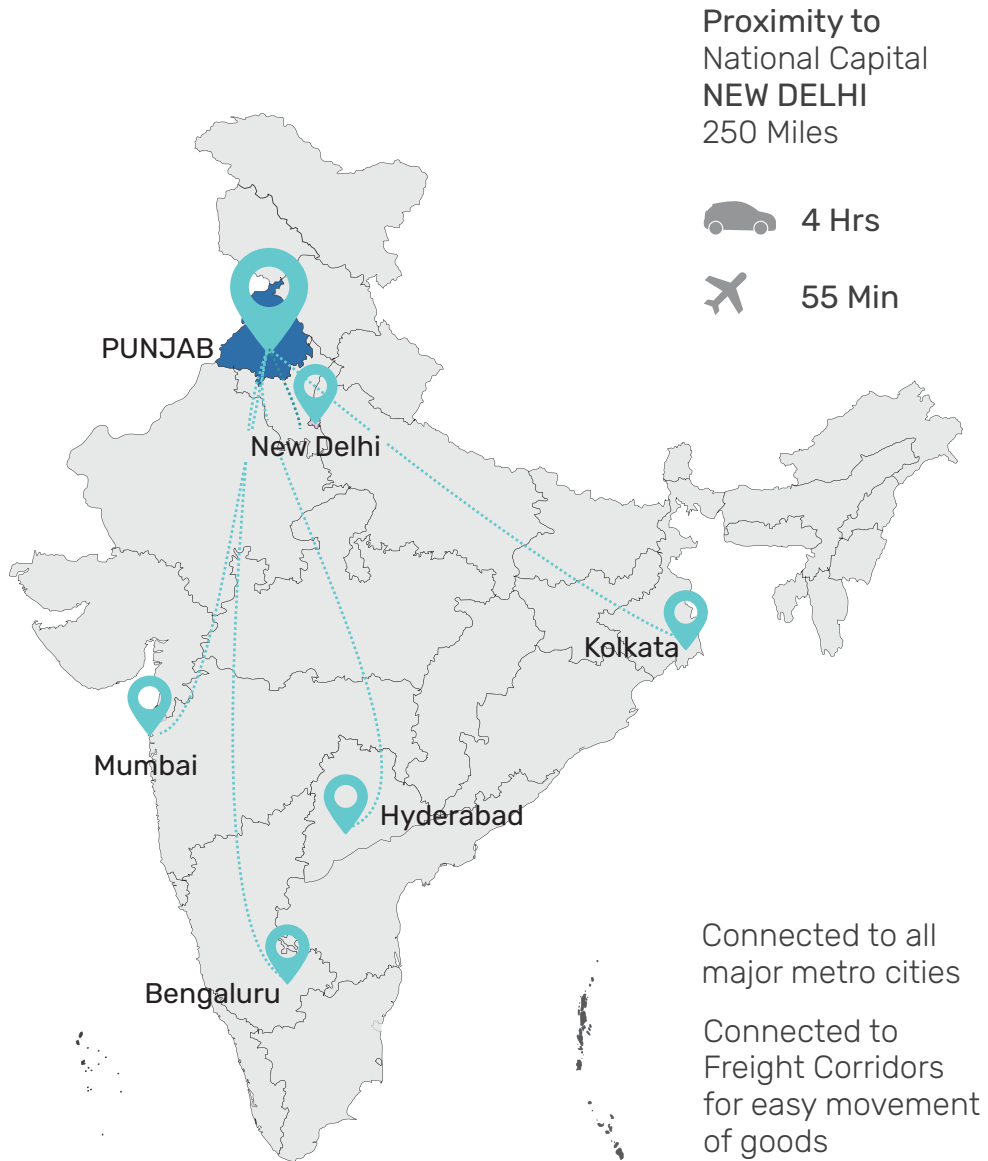 Proximity to
National Capital
NEW DELHI
250 Miles
4 Hrs
55 Min
PUNJAB
New Delhi
Kolkata
Mumbai
Hyderabad
Bengaluru
Connected to all
major metro cities
Connected to
Freight Corridors
for easy movement
of goods